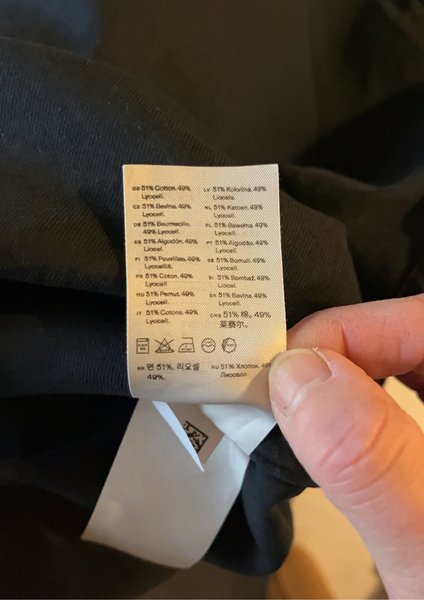 GB 51% Cotton. 49%
Lyocell.
CZ 51% Bavlna. 49%
Lyocell.
DE 51% Baumwolle.
49% Lyocell.
ES 51% Algodón. 49%
Lyocell.
FI 51% Puuvillaa. 49%
Lyocelliä.
FR 51% Coton. 49%
Lyocell.
HU 51% Pamut. 49%
Lyocell.
IT 51% Cotone. 49%
Lyocell.
LV 51% Kokvilna. 49%
Liocels.
NL 51% Katoen. 49%
Lyocell.
PL 51% Bawełna. 49%
Lyocell.
PT 51% Algodão. 49%
Lyocell.
SE 51% Bomull. 49%
Lyocell.
SI 51% Bombaž. 49%
Liocel.
SK 51% Bavlna. 49%
Lyocell.
CHS 51% 棉。49%
莱赛尔。
KR 면 51%. 리오셀
49%.
RU 51% Хлопок. 49%
Лиоселл.